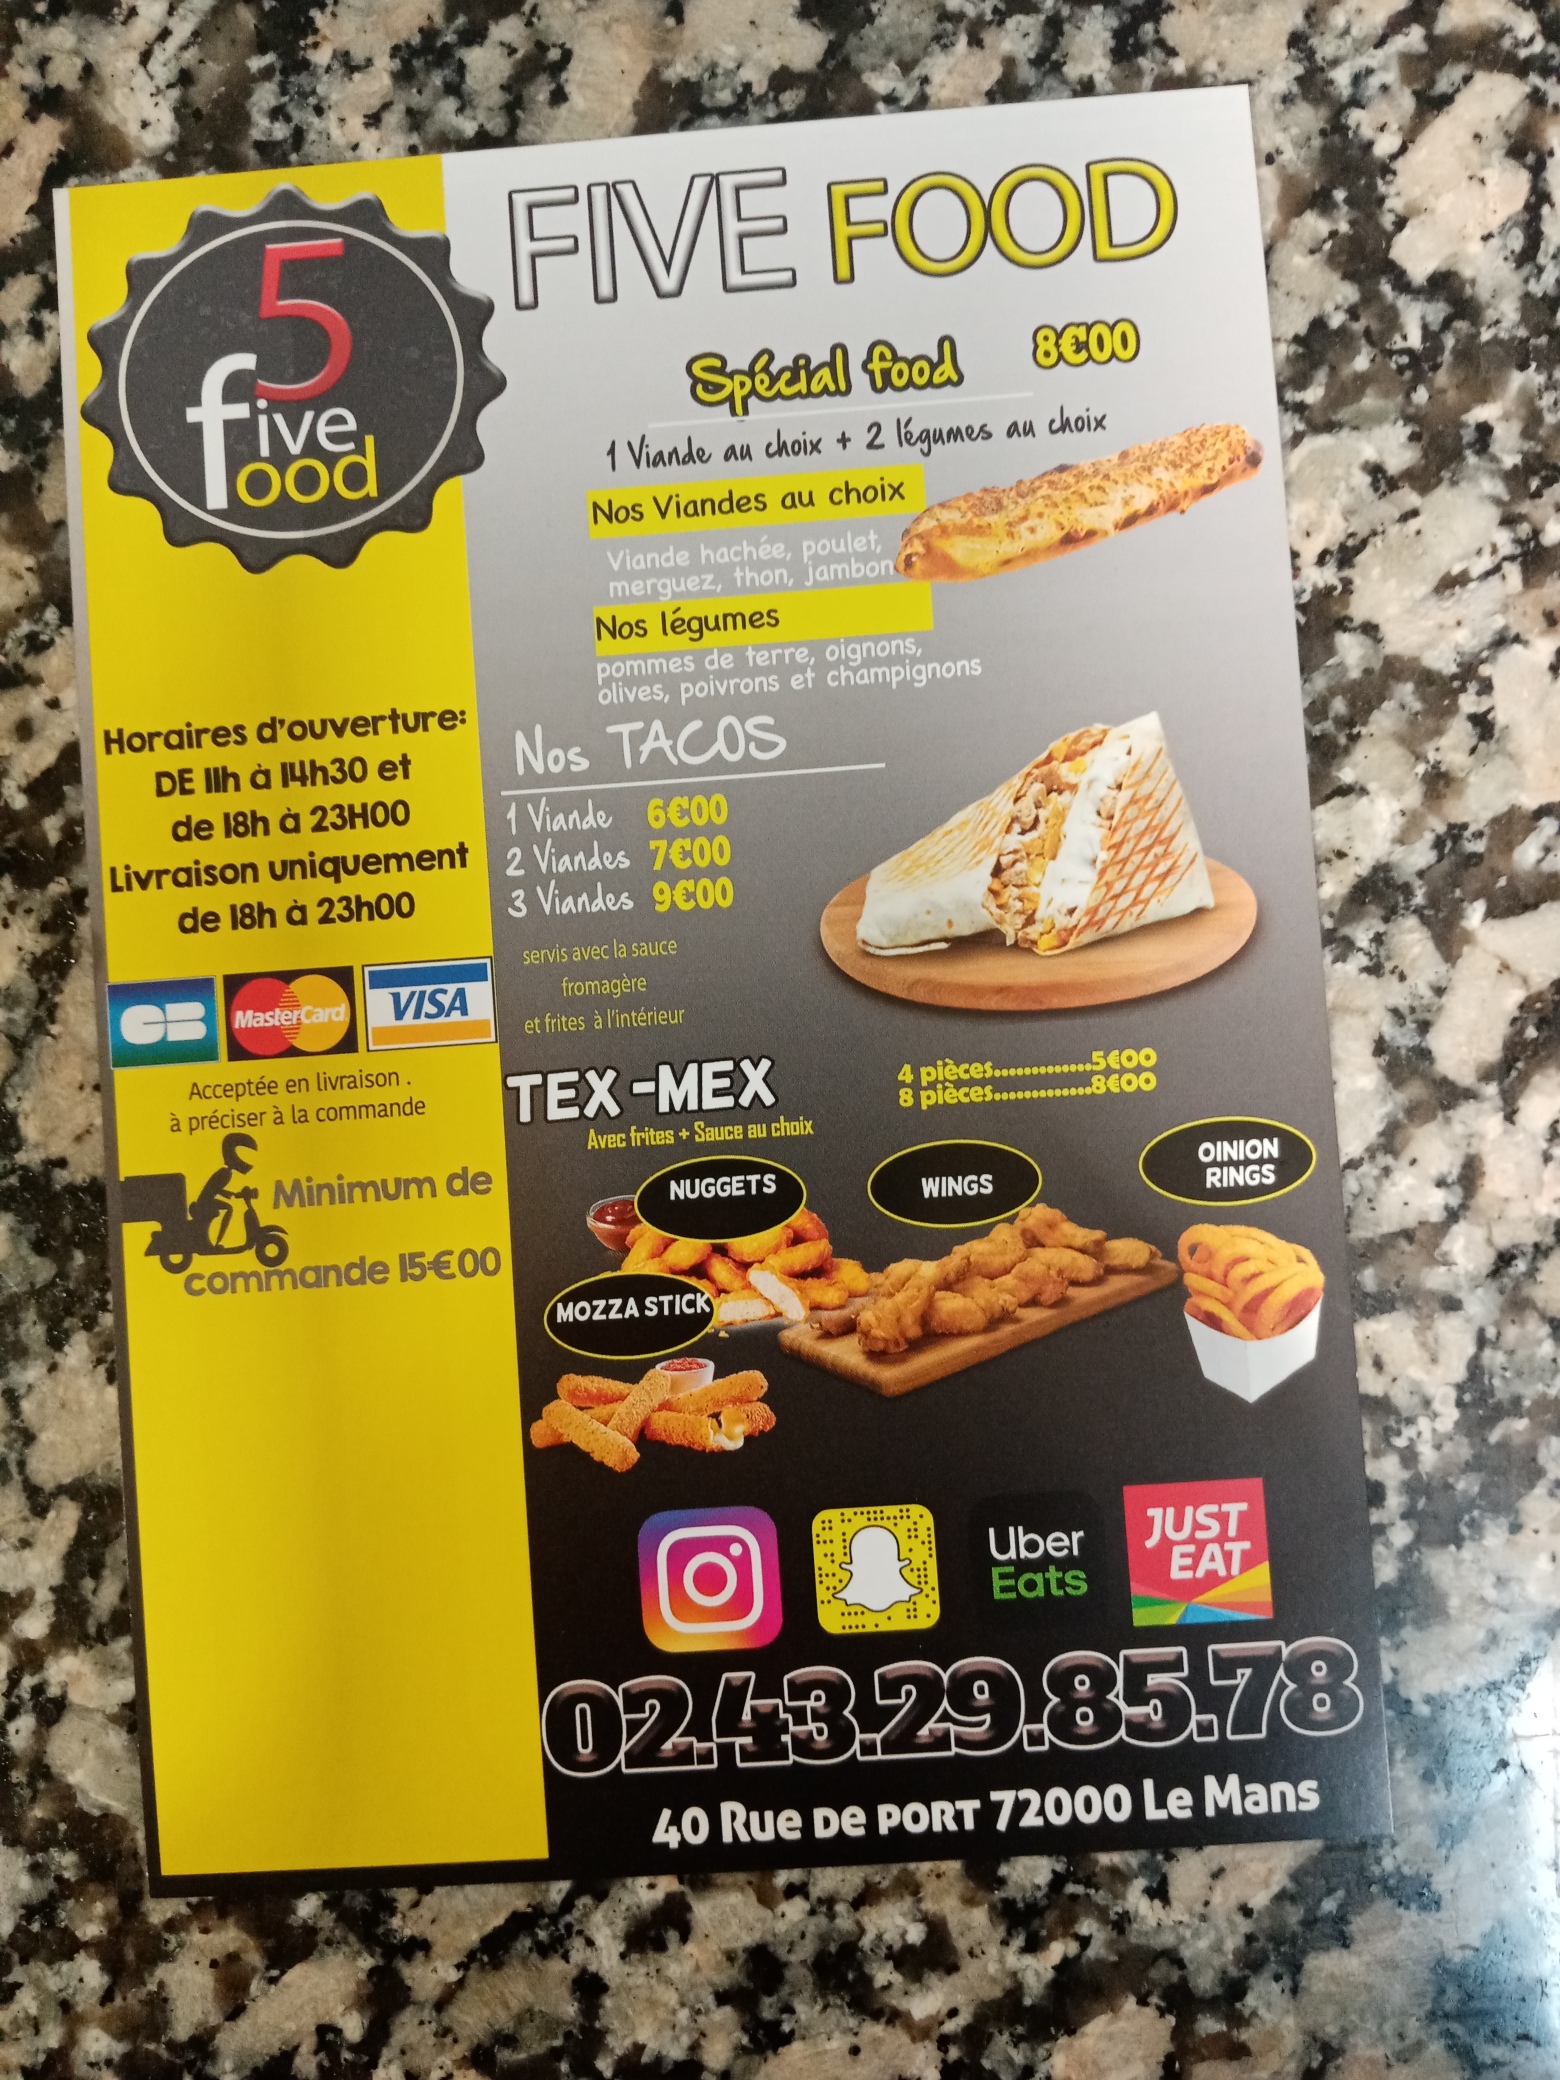 5
five
food
FIVE FOOD
Spécial food 8€00
1 Viande au choix + 2 légumes au choix
Nos Viandes au choix
Viande hachée, poulet,
merguez, thon, jambon
Nos légumes
pommes de terre, oignons,
olives, poivrons et champignons
Horaires d'ouverture:
DE 11h à 14h30 et
de 18h à 23H00
Livraison uniquement
de 18h à 23h00
CB MasterCard VISA
Acceptée en livraison .
à préciser à la commande
Minimum de
commande 15€00
Nos TACOS
1 Viande 6€00
2 Viandes 7€00
3 Viandes 9€00
servis avec la sauce
fromagère
et frites à l'intérieur
TEX-MEX
Avec frites + Sauce au choix
4 pièces..............5€00
8 pièces..............8€00
NUGGETS
WINGS
OINION
RINGS
MOZZA STICK
Uber
Eats
JUST
EAT
02.43.29.85.78
40 Rue DE PORT 72000 Le Mans